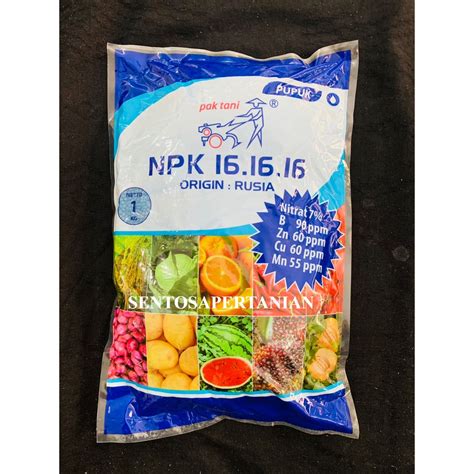 PUPUK
pak tani
®
NPK 16.16.16
ORIGIN : RUSIA
NETTO
1
KG
Nitrat 7%
B 90 ppm
Zn 60 ppm
Cu 60 ppm
Mn 55 ppm
SENTOSAPERTANIAN